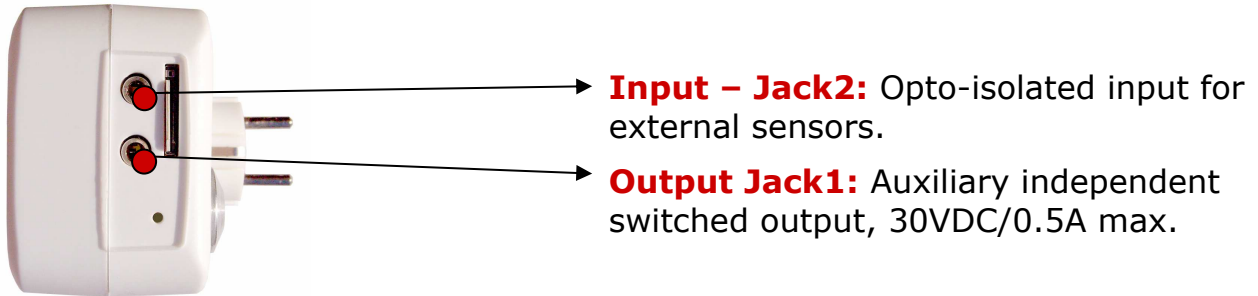 Input – Jack2: Opto-isolated input for
external sensors.
Output Jack1: Auxiliary independent
switched output, 30VDC/0.5A max.